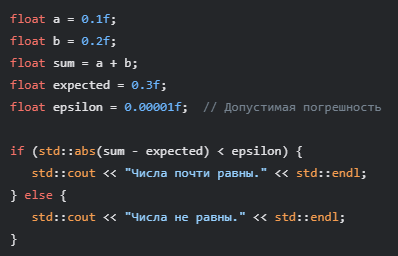 float a = 0.1f;
float b = 0.2f;
float sum = a + b;
float expected = 0.3f;
float epsilon = 0.00001f;  // Допустимая погрешность

if (std::abs(sum - expected) < epsilon) {
   std::cout << "Числа почти равны." << std::endl;
} else {
   std::cout << "Числа не равны." << std::endl;
}